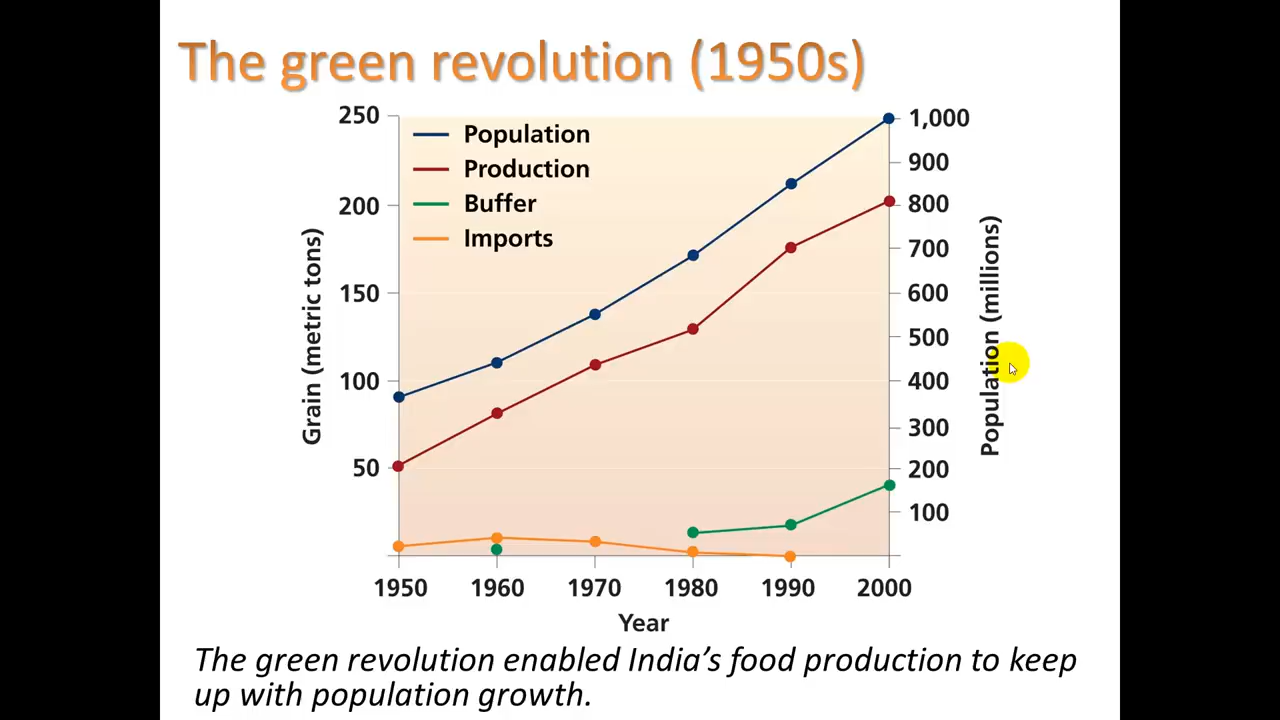 The green revolution (1950s)
Population
Production
Buffer
Imports
250
200
150
100
50
Grain (metric tons)
1,000
900
800
700
600
500
400
300
200
100
Population (millions)
1950 1960 1970 1980 1990 2000
Year
The green revolution enabled India’s food production to keep
up with population growth.